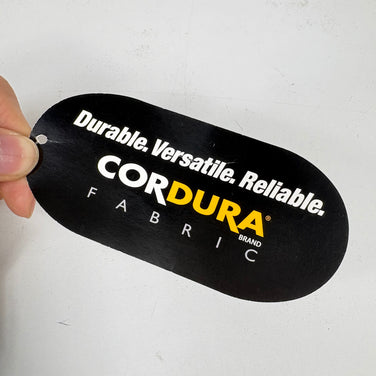 Durable. Versatile. Reliable.
CORDURA®
BRAND
FABRIC